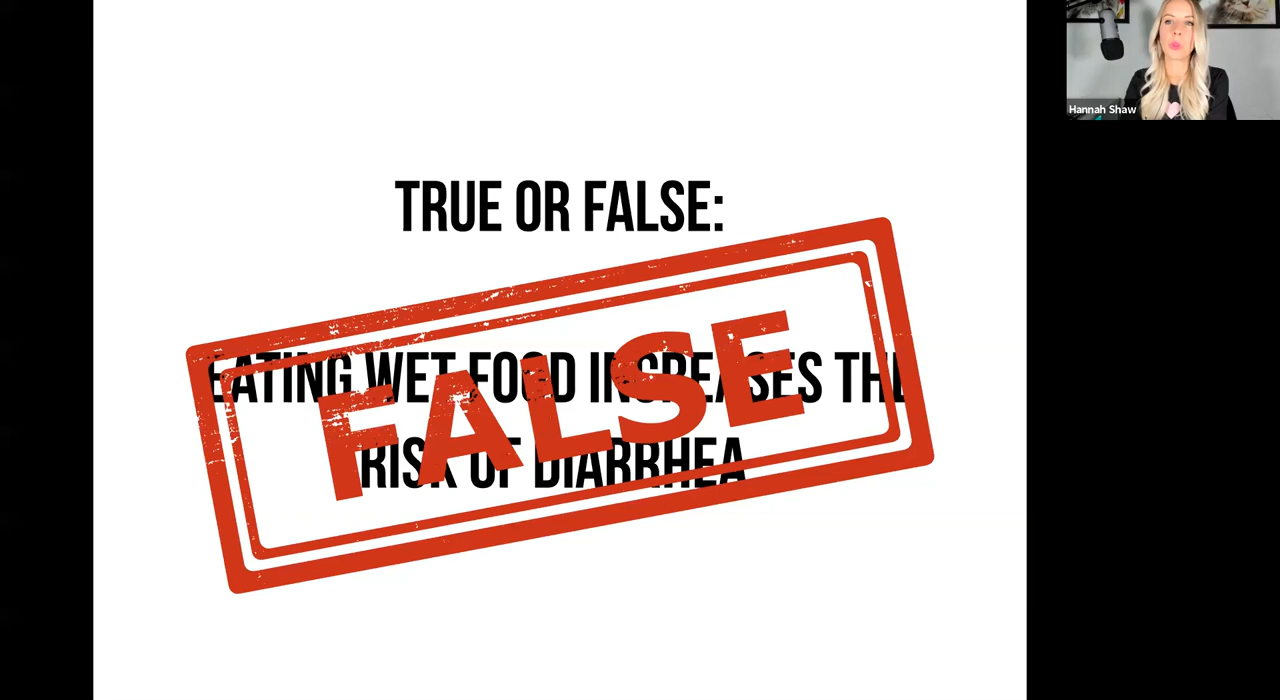 TRUE OR FALSE:
EATING WET FOOD INCREASES THE
RISK OF DIARRHEA
FALSE
Hannah Shaw